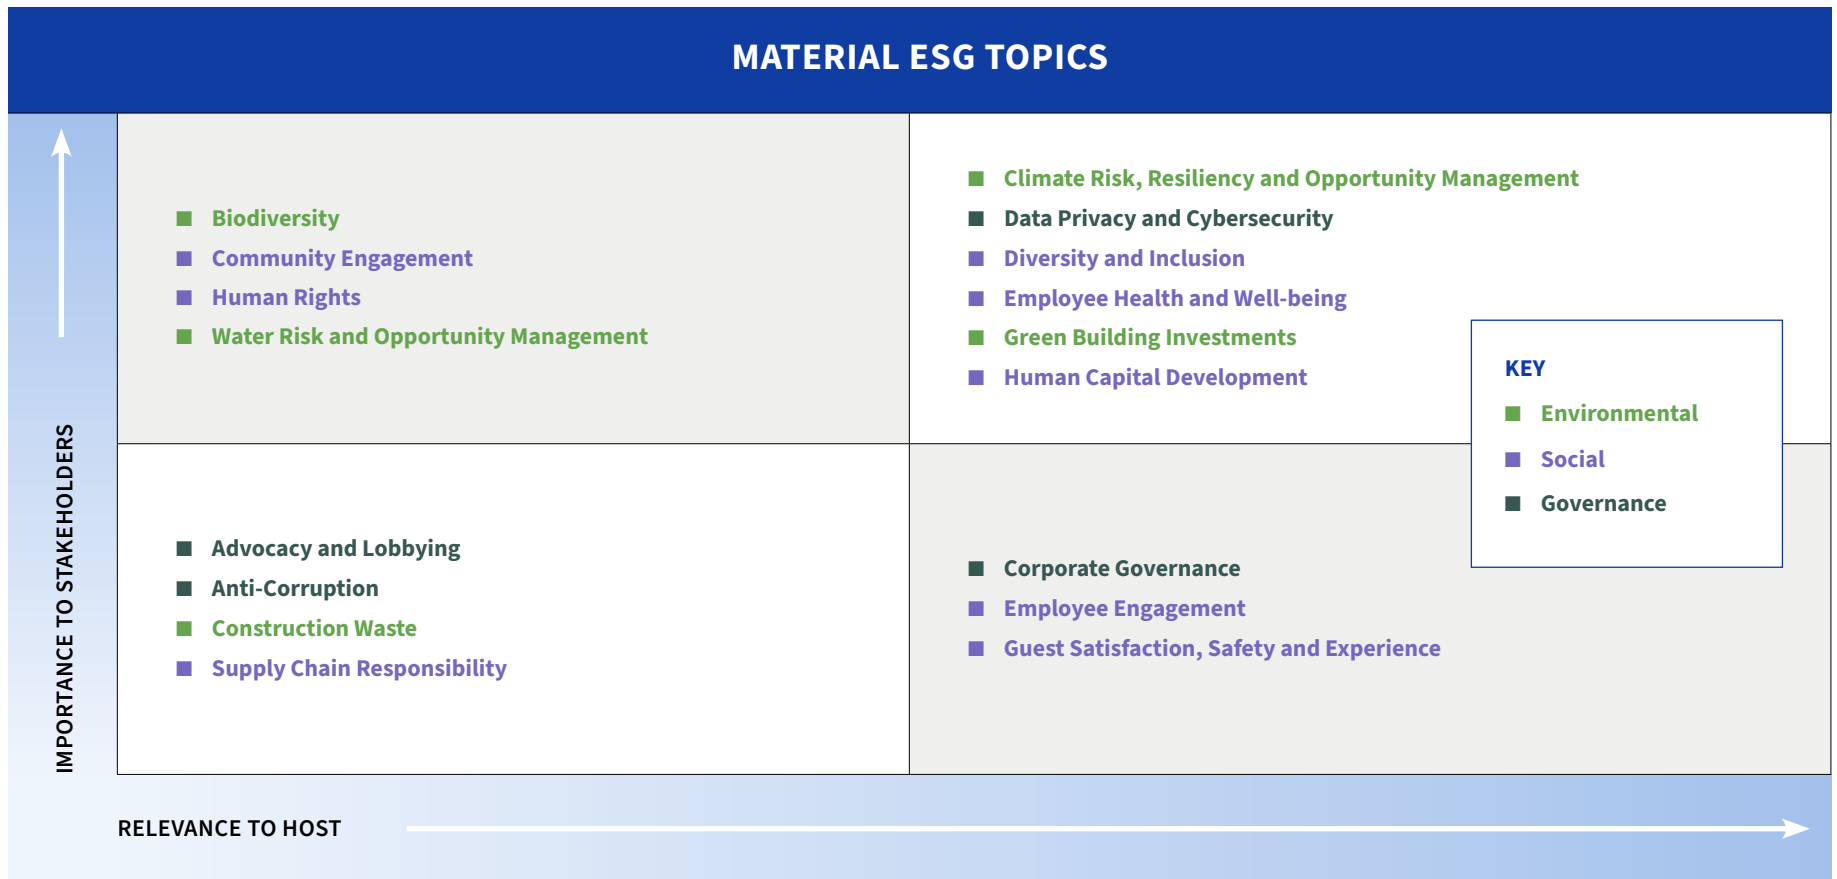 MATERIAL ESG TOPICS
Biodiversity
Community Engagement
Human Rights
Water Risk and Opportunity Management
Climate Risk, Resiliency and Opportunity Management
Data Privacy and Cybersecurity
Diversity and Inclusion
Employee Health and Well-being
Green Building Investments
Human Capital Development
KEY
Environmental
Social
Governance
Advocacy and Lobbying
Anti-Corruption
Construction Waste
Supply Chain Responsibility
Corporate Governance
Employee Engagement
Guest Satisfaction, Safety and Experience
IMPORTANCE TO STAKEHOLDERS
RELEVANCE TO HOST